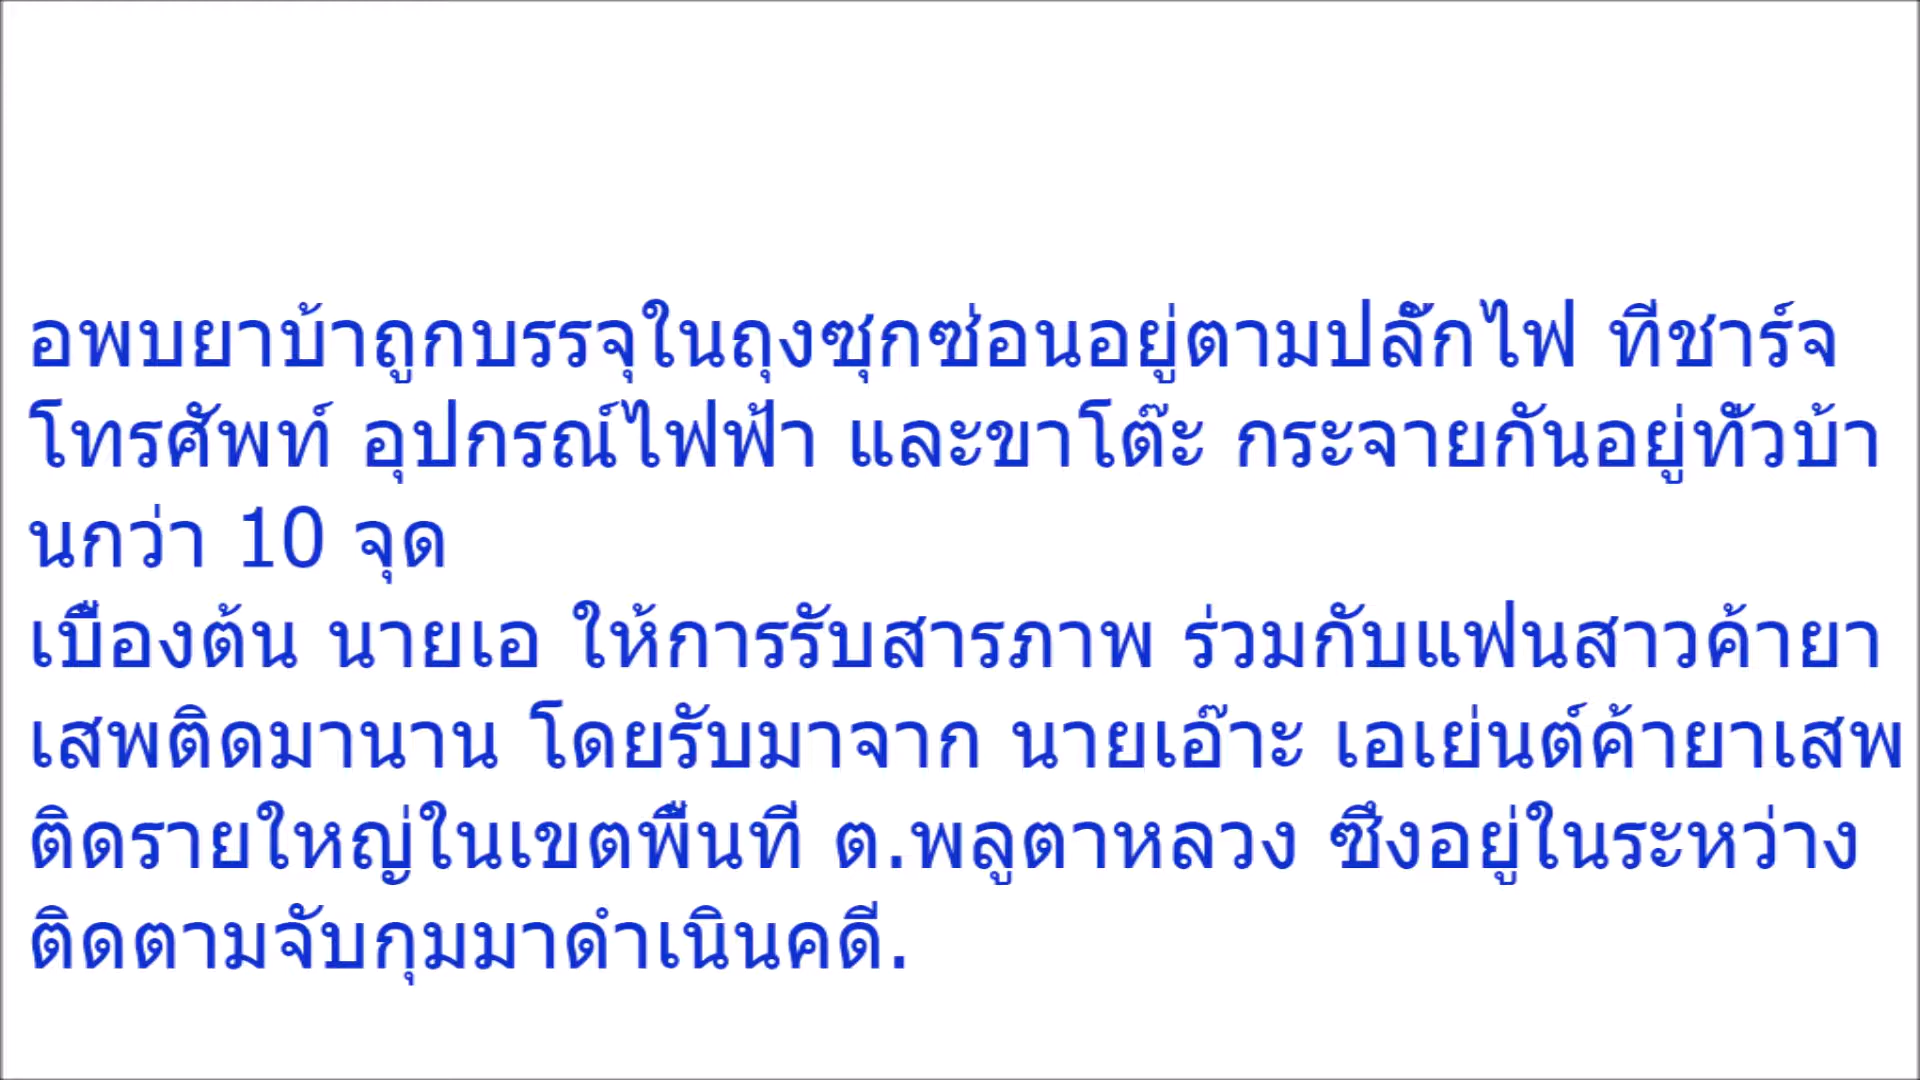 อพบยาบ้าถูกบรรจุในถุงซุกซ่อนอยู่ตามปลั๊กไฟ ที่ชาร์จ
โทรศัพท์ อุปกรณ์ไฟฟ้า และขาโต๊ะ กระจายกันอยู่ทั่วบ้า
นกว่า 10 จุด
เบื้องต้น นายเอ ให้การรับสารภาพ ร่วมกับแฟนสาวค้ายา
เสพติดมานาน โดยรับมาจาก นายเอ๊าะ เอเย่นต์ค้ายาเสพ
ติดรายใหญ่ในเขตพื้นที่ ต.พลูตาหลวง ซึ่งอยู่ในระหว่าง
ติดตามจับกุมมาดำเนินคดี.